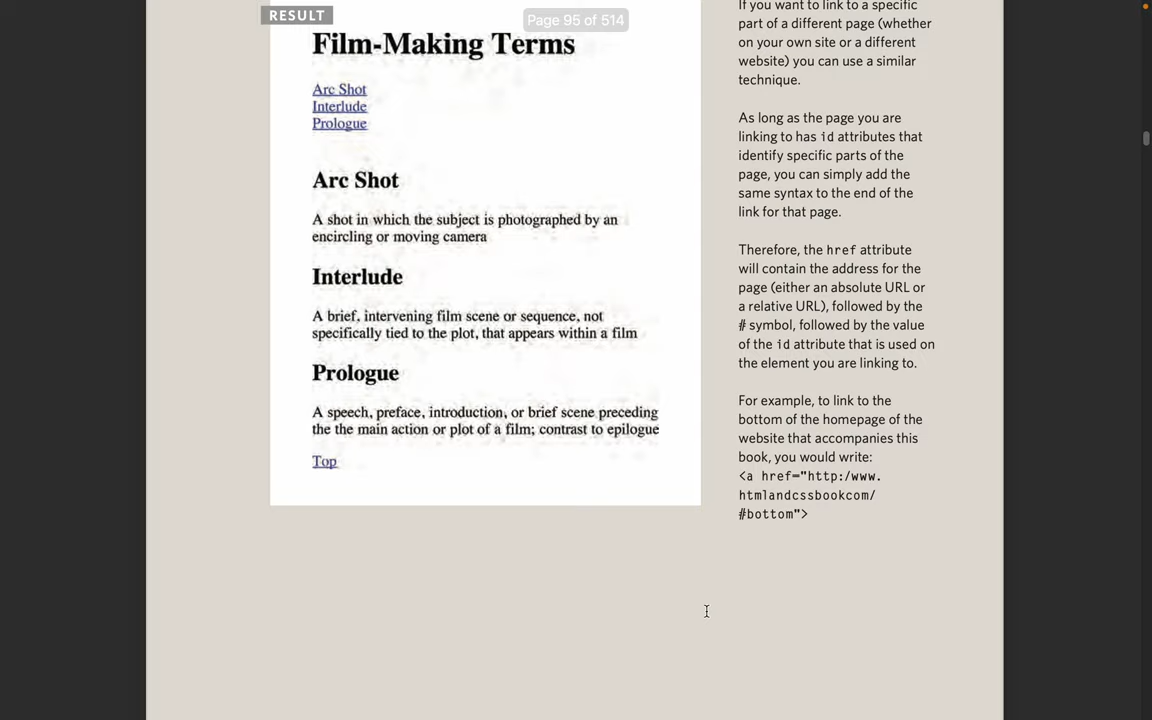 RESULT
Page 95 of 514
Film-Making Terms
Arc Shot
Interlude
Prologue
Arc Shot
A shot in which the subject is photographed by an
encircling or moving camera
Interlude
A brief, intervening film scene or sequence, not
specifically tied to the plot, that appears within a film
Prologue
A speech, preface, introduction, or brief scene preceding
the the main action or plot of a film; contrast to epilogue
Top
If you want to link to a specific
part of a different page (whether
on your own site or a different
website) you can use a similar
technique.
As long as the page you are
linking to has id attributes that
identify specific parts of the
page, you can simply add the
same syntax to the end of the
link for that page.
Therefore, the href attribute
will contain the address for the
page (either an absolute URL or
a relative URL), followed by the
# symbol, followed by the value
of the id attribute that is used on
the element you are linking to.
For example, to link to the
bottom of the homepage of the
website that accompanies this
book, you would write:
<a href="http:/www.
htmlandcssbookcom/
#bottom">